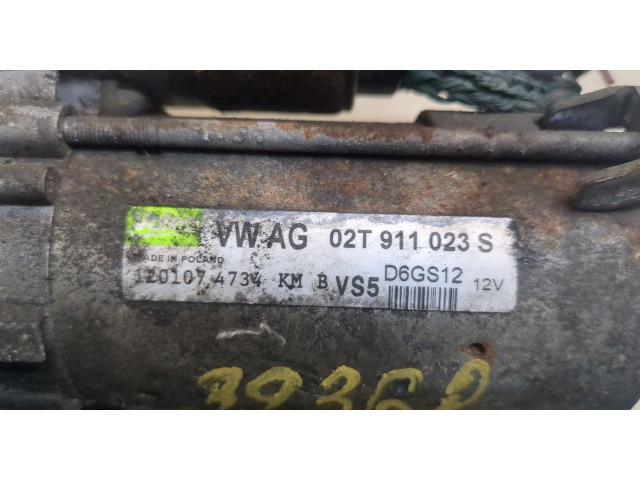 VW AG 02T 911 023 S
MADE IN POLAND
120107 4734 KM B VS5 D6GS12 12V